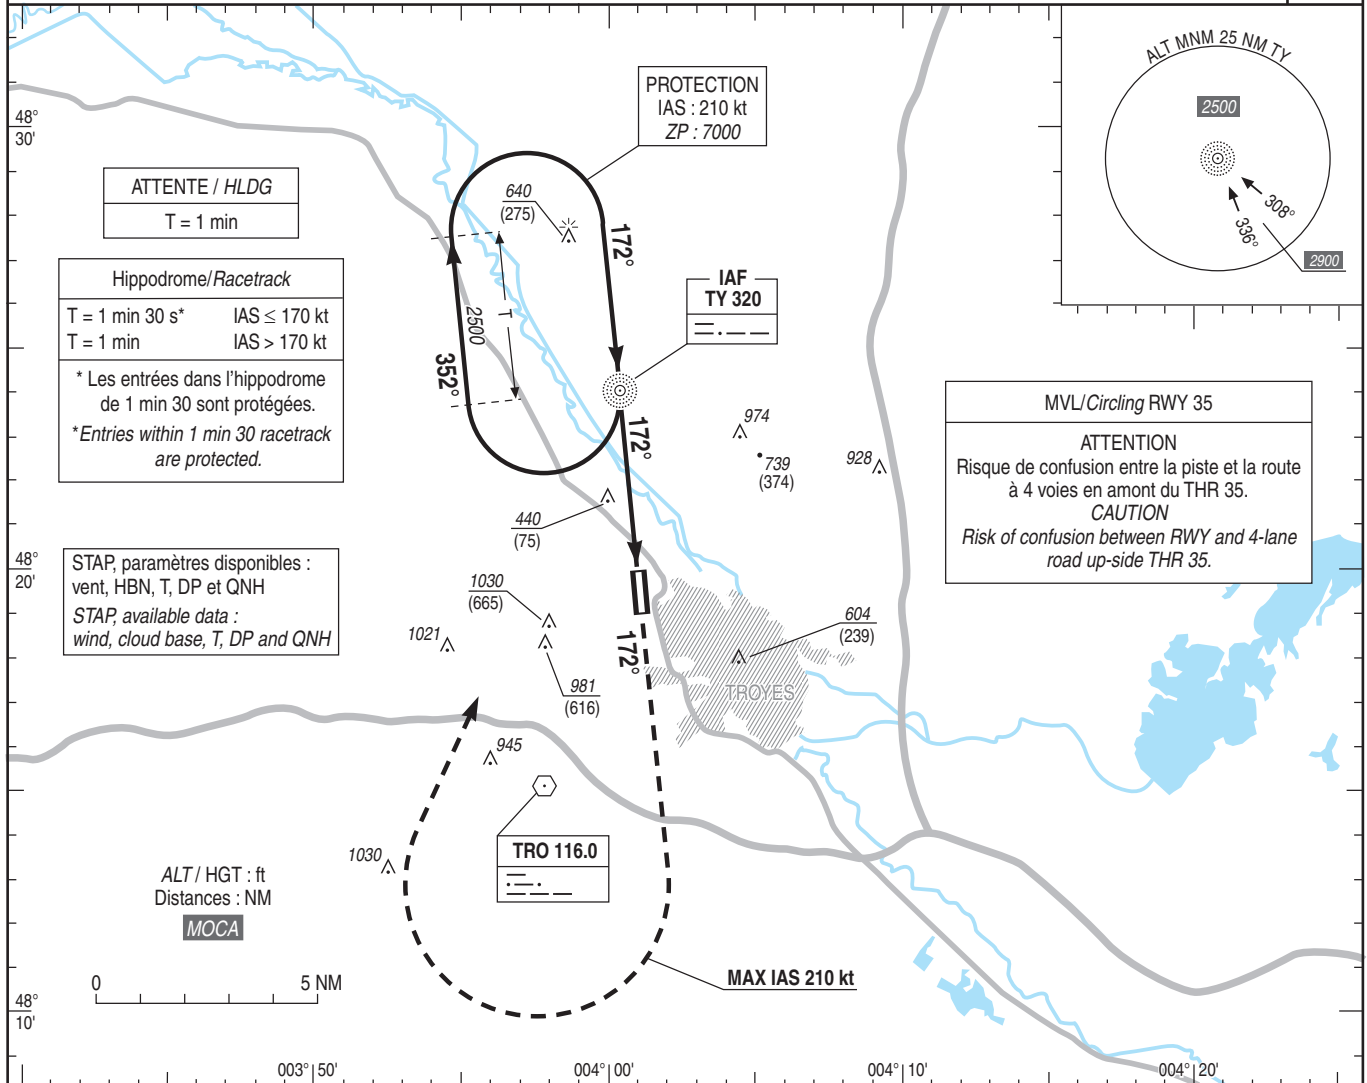 PROTECTION
IAS : 210 kt
ZP : 7000
ALT MNM 25 NM TY
2500
308°
336°
2900
48°
30'
ATTENTE / HLDG
T = 1 min
640
(275)
172°
Hippodrome/Racetrack
T = 1 min 30 s* IAS ≤ 170 kt
T = 1 min IAS > 170 kt
* Les entrées dans l'hippodrome
de 1 min 30 sont protégées.
*Entries within 1 min 30 racetrack
are protected.
IAF
TY 320
2500
1
352°
172°
974
739
(374)
928
MVL/Circling RWY 35
ATTENTION
Risque de confusion entre la piste et la route
à 4 voies en amont du THR 35.
CAUTION
Risk of confusion between RWY and 4-lane
road up-side THR 35.
440
(75)
48°
20'
STAP, paramètres disponibles :
vent, HBN, T, DP et QNH
STAP, available data :
wind, cloud base, T, DP and QNH
1030
(665)
1021
981
(616)
172°
604
(239)
TROYES
945
TRO 116.0
1030
ALT / HGT : ft
Distances : NM
MOCA
0 5 NM
MAX IAS 210 kt
48°
10'
003°50' 004°00' 004°10' 004°20'